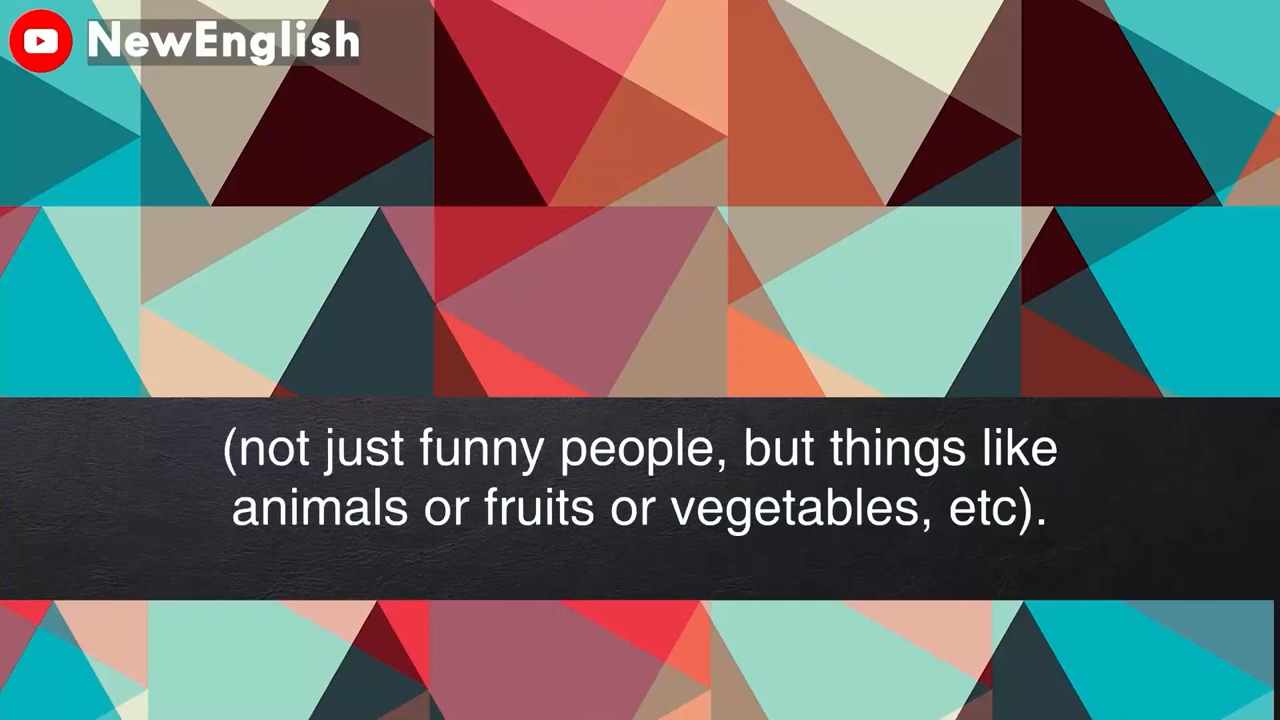 NewEnglish
(not just funny people, but things like
animals or fruits or vegetables, etc).